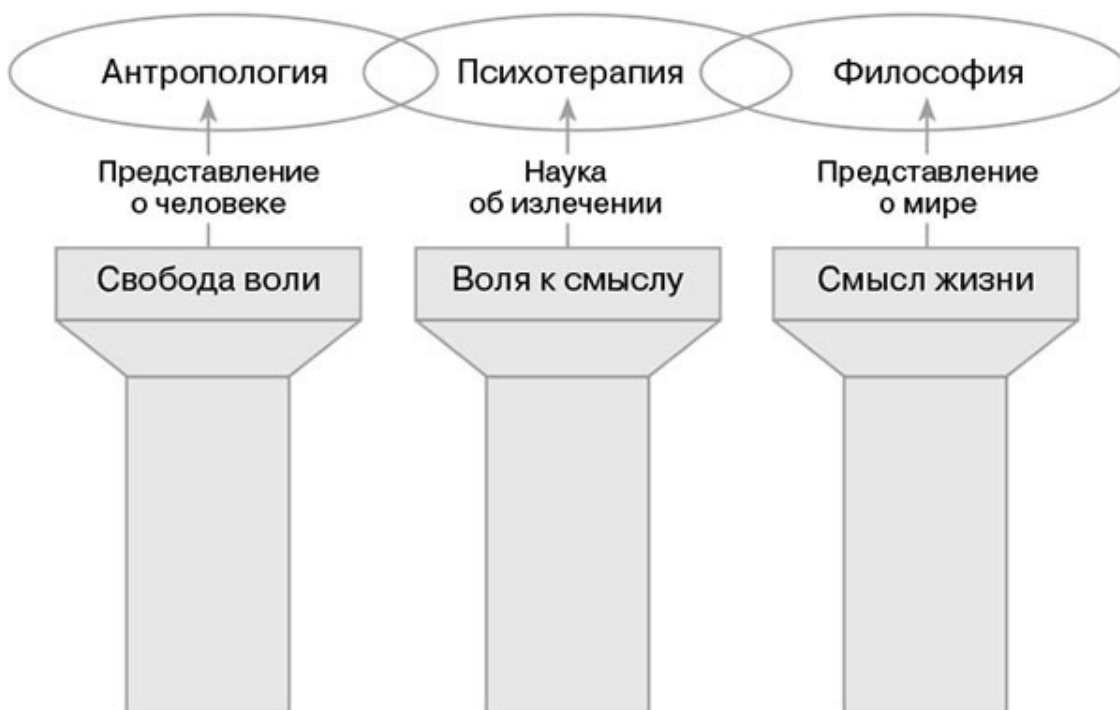 Антропология
Психотерапия
Философия
Представление
о человеке
Наука
об излечении
Представление
о мире
Свобода воли
Воля к смыслу
Смысл жизни